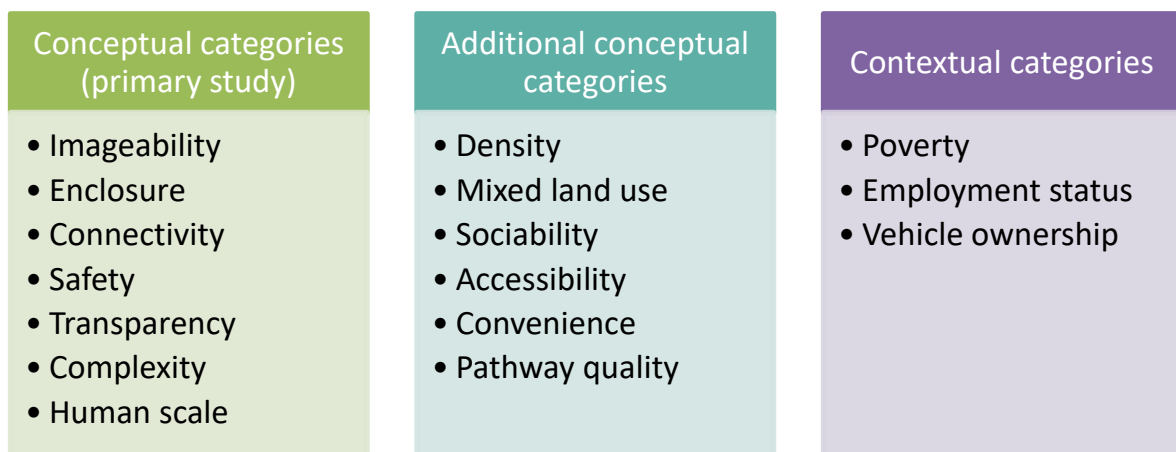 Conceptual categories
(primary study)
• Imageability
• Enclosure
• Connectivity
• Safety
• Transparency
• Complexity
• Human scale
Additional conceptual
categories
• Density
• Mixed land use
• Sociability
• Accessibility
• Convenience
• Pathway quality
Contextual categories
• Poverty
• Employment status
• Vehicle ownership